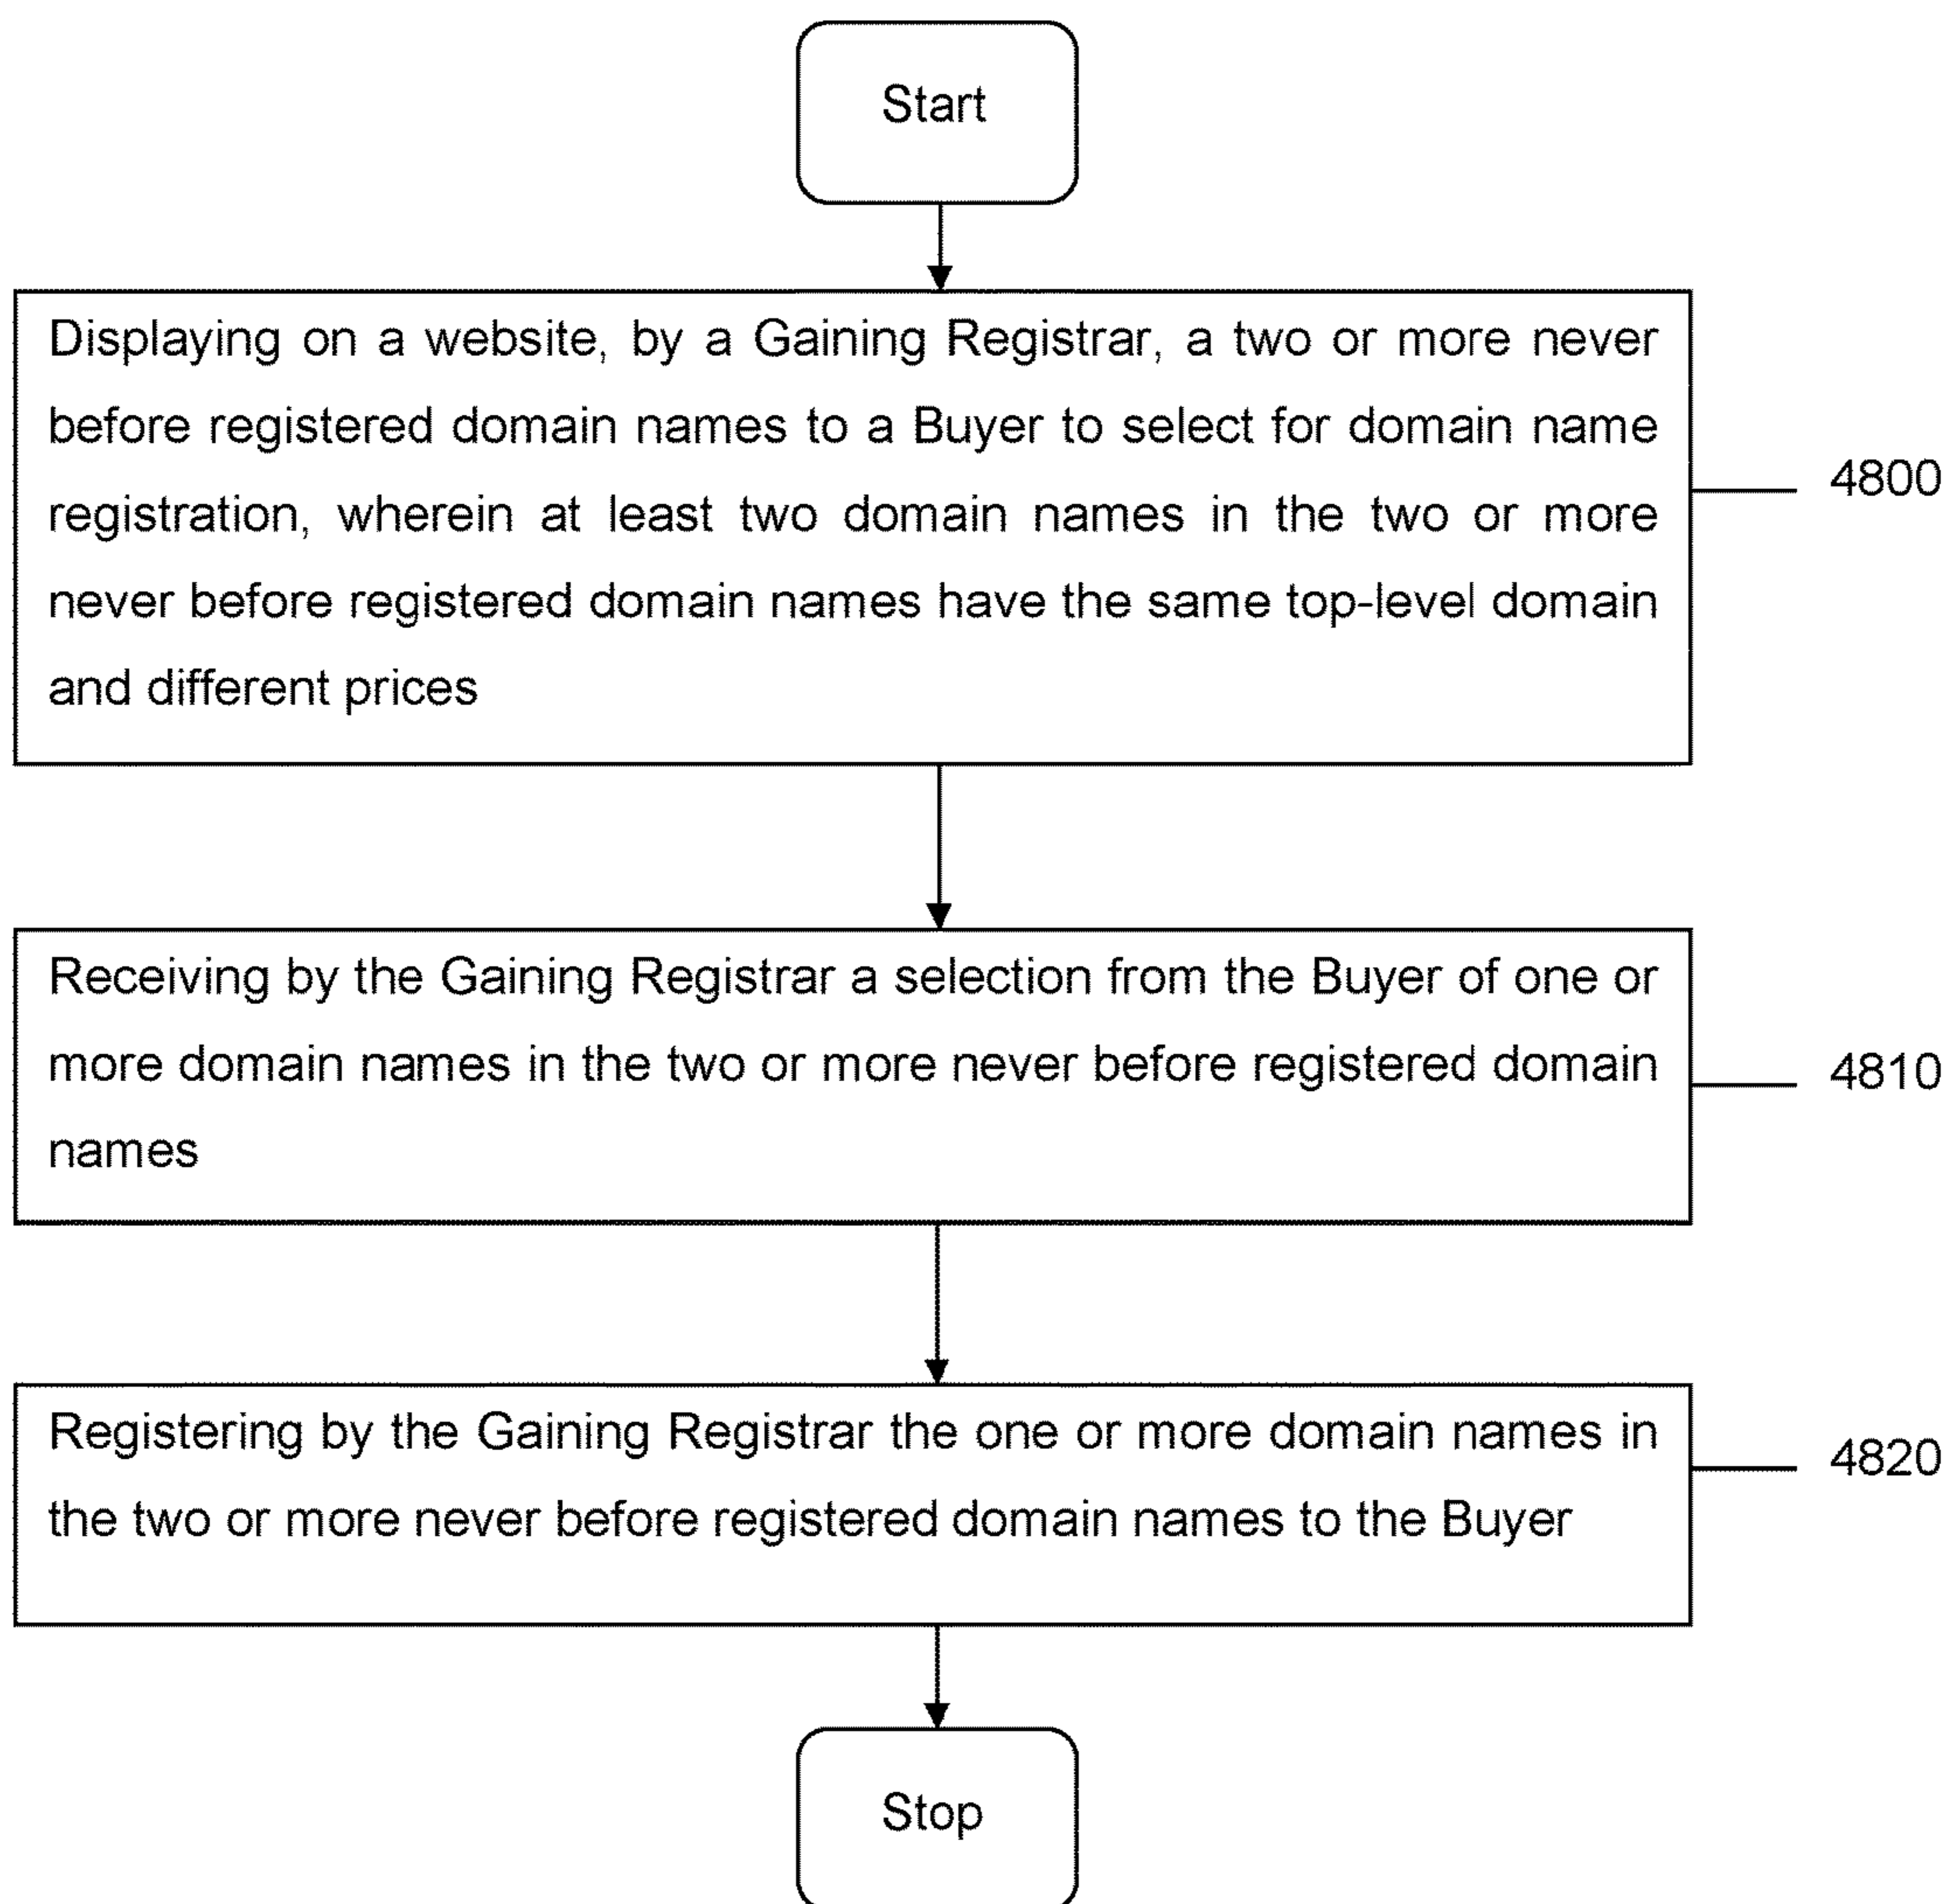 Start
Displaying on a website, by a Gaining Registrar, a two or more never
before registered domain names to a Buyer to select for domain name
registration, wherein at least two domain names in the two or more
never before registered domain names have the same top-level domain
and different prices
4800
Receiving by the Gaining Registrar a selection from the Buyer of one or
more domain names in the two or more never before registered domain
names
4810
Registering by the Gaining Registrar the one or more domain names in
the two or more never before registered domain names to the Buyer
4820
Stop